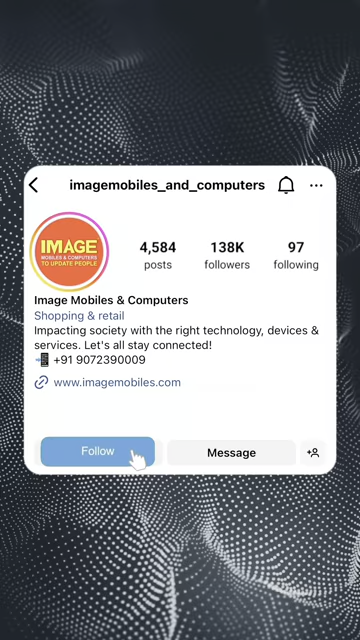 imagemobiles_and_computers
IMAGE
MOBILES & COMPUTERS
TO UPDATE PEOPLE
4,584 138K 97
posts followers following
Image Mobiles & Computers
Shopping & retail
Impacting society with the right technology, devices &
services. Let's all stay connected!
+91 9072390009
www.imagemobiles.com
Follow Message